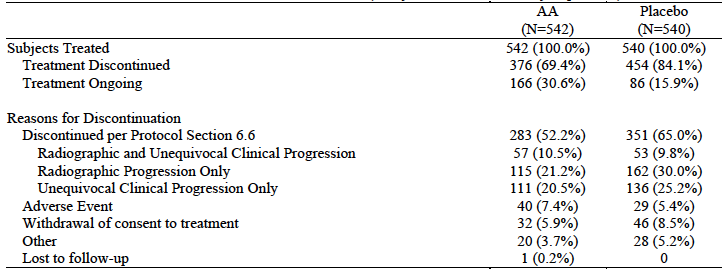 AA Placebo
(N=542) (N=540)
Subjects Treated 542 (100.0%) 540 (100.0%)
Treatment Discontinued 376 (69.4%) 454 (84.1%)
Treatment Ongoing 166 (30.6%) 86 (15.9%)
Reasons for Discontinuation
Discontinued per Protocol Section 6.6 283 (52.2%) 351 (65.0%)
Radiographic and Unequivocal Clinical Progression 57 (10.5%) 53 (9.8%)
Radiographic Progression Only 115 (21.2%) 162 (30.0%)
Unequivocal Clinical Progression Only 111 (20.5%) 136 (25.2%)
Adverse Event 40 (7.4%) 29 (5.4%)
Withdrawal of consent to treatment 32 (5.9%) 46 (8.5%)
Other 20 (3.7%) 28 (5.2%)
Lost to follow-up 1 (0.2%) 0